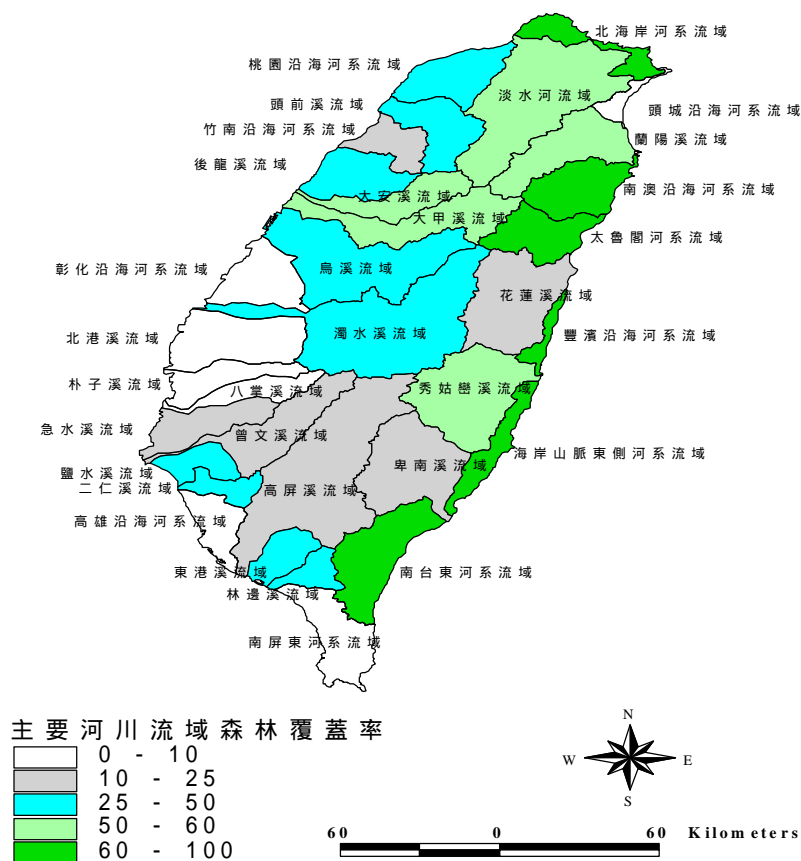 北海岸河系流域
桃園沿海河系流域
淡水河流域
頭前溪流域
頭城沿海河系流域
竹南沿海河系流域
蘭陽溪流域
後龍溪流域
南澳沿海河系流域
大安溪流域
大甲溪流域
太魯閣河系流域
彰化沿海河系流域
烏溪流域
花蓮溪流域
北港溪流域
濁水溪流域
豐濱沿海河系流域
朴子溪流域
八掌溪流域
秀姑巒溪流域
急水溪流域
曾文溪流域
海岸山脈東側河系流域
鹽水溪流域
卑南溪流域
二仁溪流域
高屏溪流域
高雄沿海河系流域
東港溪流域
南台東河系流域
林邊溪流域
南屏東河系流域
主要河川流域森林覆蓋率
0 - 10
10 - 25
25 - 50
50 - 60
60 - 100
N
W E
S
60 0 60 Kilometers